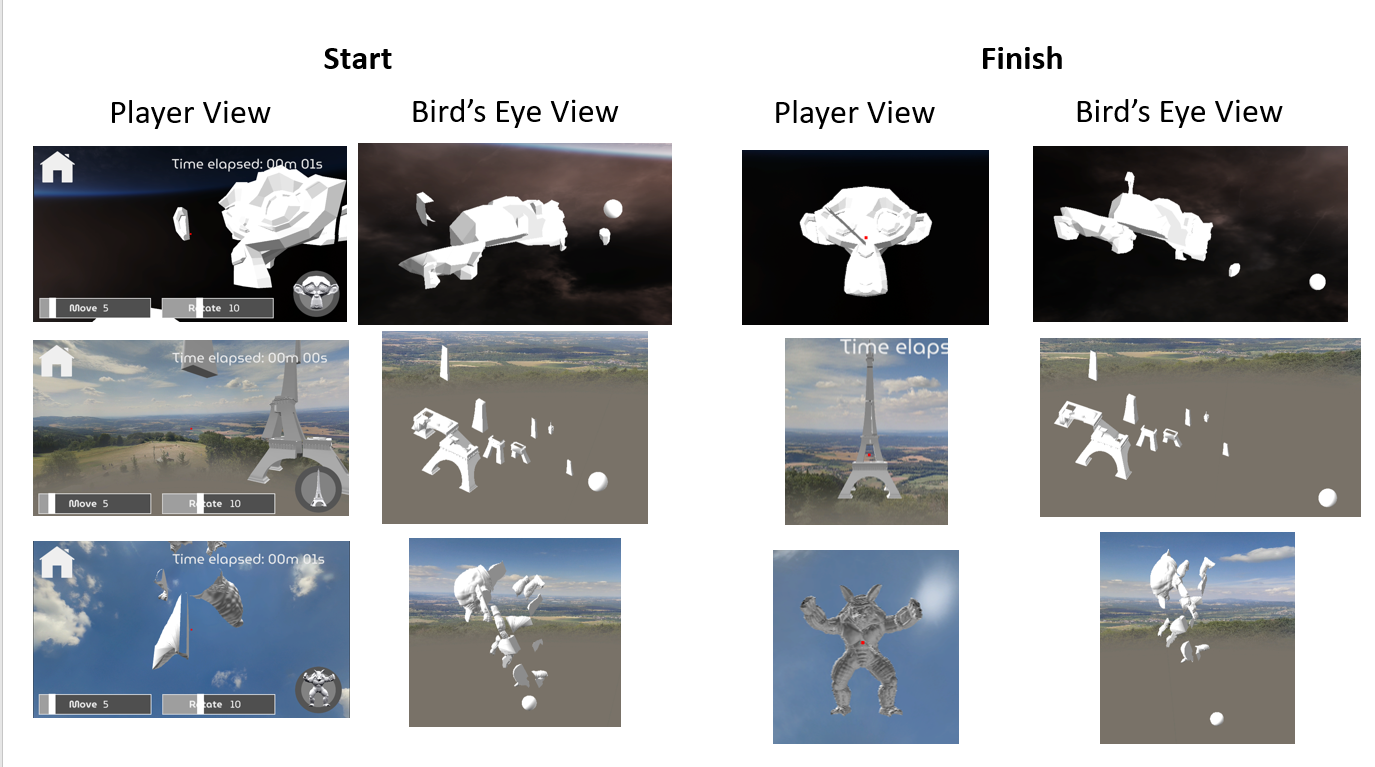 Start
Finish
Player View
Bird's Eye View
Player View
Bird's Eye View
Time elapsed: 00m 01s
Move 5
Rotate 10
Time elapsed: 00m 00s
Time elaps
Move 5
Rotate 10
Time elapsed: 00m 01s
Move 5
Rotate 10